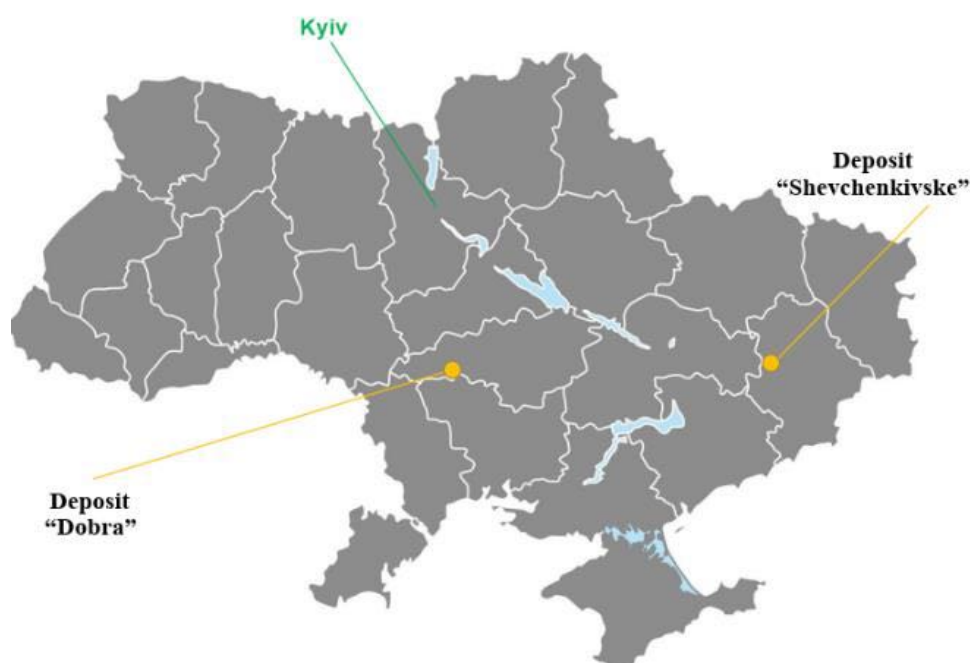 Kyiv
Deposit
“Shevchenkivske”
Deposit
“Dobra”